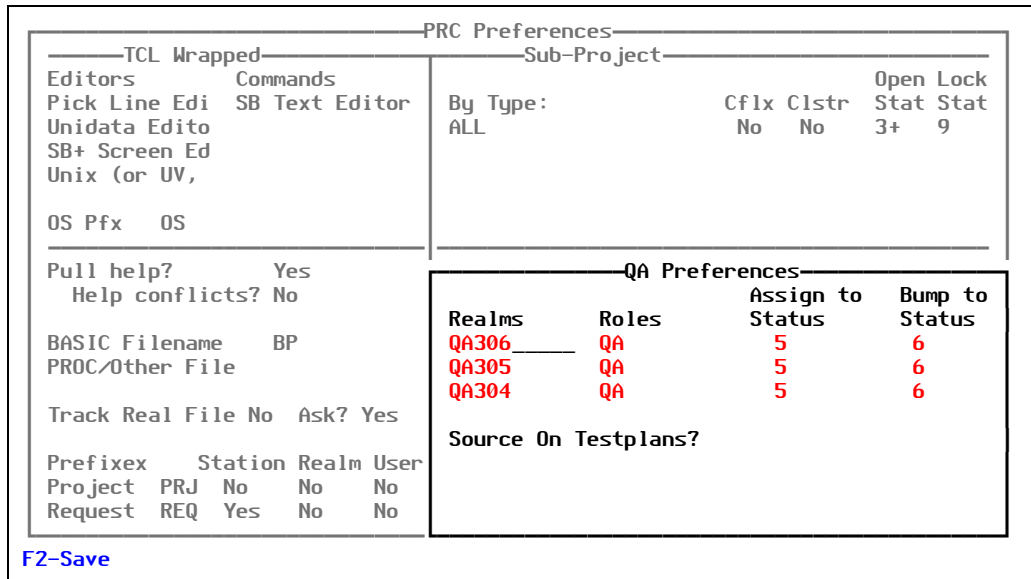 PRC Preferences
TCL Wrapped
Editors Commands
Pick Line Edi SB Text Editor
Unidata Edito
SB+ Screen Ed
Unix (or UV,
OS Pfx OS
Sub-Project
Open Lock
By Type: Cflx Clstr Stat Stat
ALL No No 3+ 9
Pull help? Yes
Help conflicts? No
BASIC Filename BP
PROC/Other File
Track Real File No Ask? Yes
Prefixex Station Realm User
Project PRJ No No No
Request REQ Yes No No
QA Preferences
Assign to Bump to
Realms Roles Status Status
QA306_____ QA 5 6
QA305 QA 5 6
QA304 QA 5 6
Source On Testplans?
F2-Save